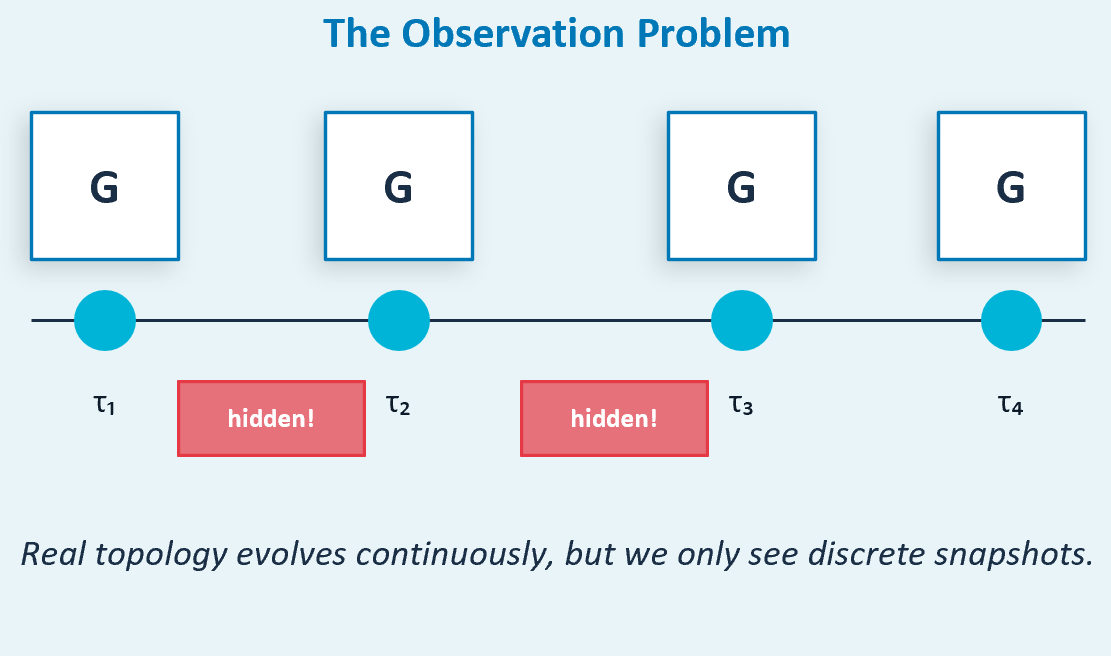 The Observation Problem
G G G G
τ₁ τ₂ τ₃ τ₄
hidden! hidden!
Real topology evolves continuously, but we only see discrete snapshots.